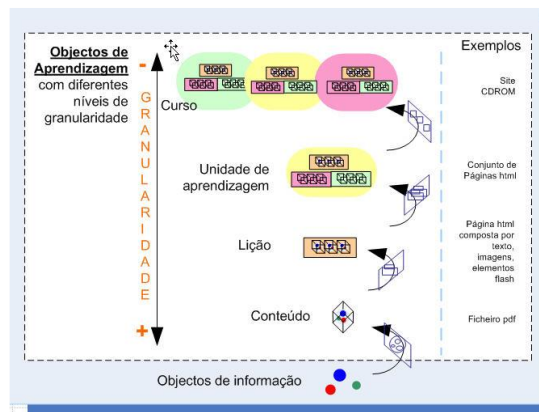 Objectos de
Aprendizagem
com diferentes
níveis de
granularidade
-
GRANULARIDADE
+
Exemplos
Curso
Site
CDROM
Unidade de
aprendizagem
Conjunto de
Páginas html
Lição
Página html
composta por
texto,
imagens,
elementos
flash
Conteúdo
Ficheiro pdf
Objectos de informação